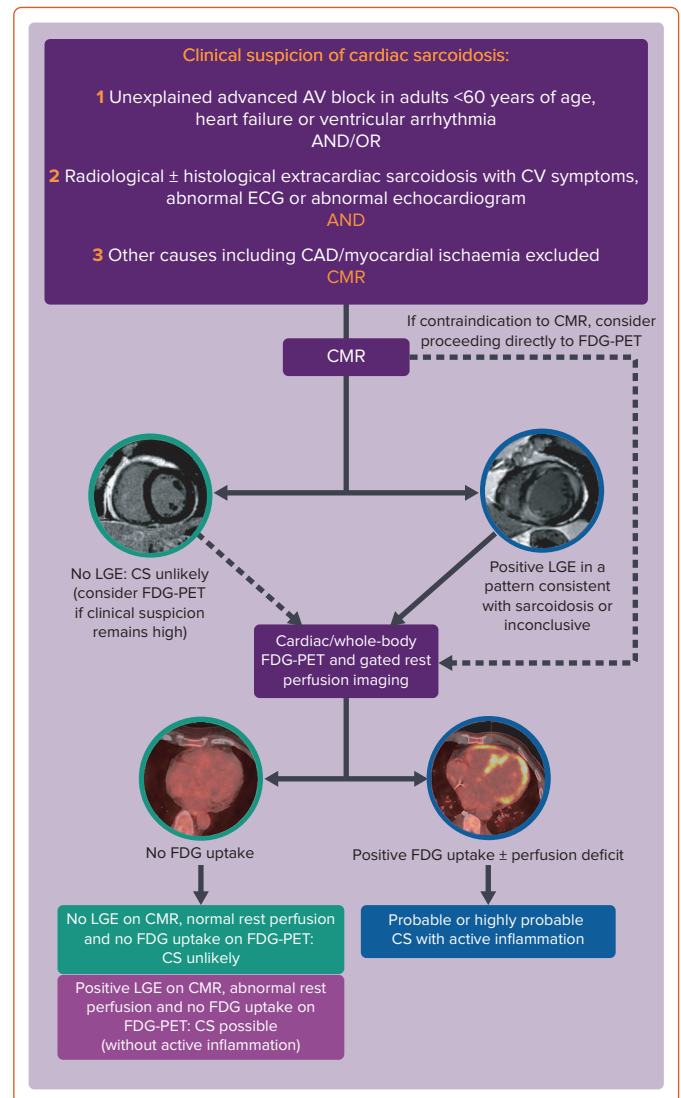 Clinical suspicion of cardiac sarcoidosis:
1 Unexplained advanced AV block in adults <60 years of age,
heart failure or ventricular arrhythmia
AND/OR
2 Radiological ± histological extracardiac sarcoidosis with CV symptoms,
abnormal ECG or abnormal echocardiogram
AND
3 Other causes including CAD/myocardial ischaemia excluded
CMR
If contraindication to CMR, consider
proceeding directly to FDG-PET
CMR
No LGE: CS unlikely
(consider FDG-PET
if clinical suspicion
remains high)
Positive LGE in a
pattern consistent
with sarcoidosis or
inconclusive
Cardiac/whole-body
FDG-PET and gated rest
perfusion imaging
No FDG uptake
Positive FDG uptake ± perfusion deficit
No LGE on CMR, normal rest perfusion
and no FDG uptake on FDG-PET:
CS unlikely
Probable or highly probable
CS with active inflammation
Positive LGE on CMR, abnormal rest
perfusion and no FDG uptake on
FDG-PET: CS possible
(without active inflammation)